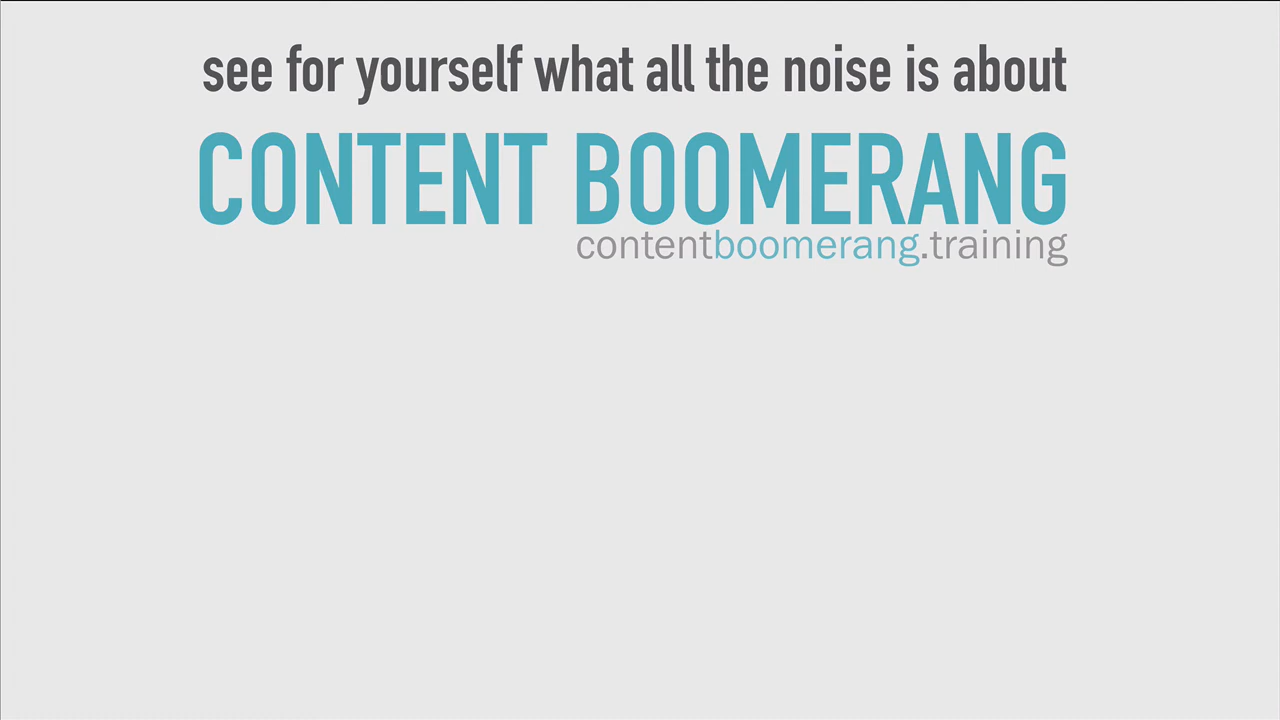 see for yourself what all the noise is about
CONTENT BOOMERANG
contentboomerang.training